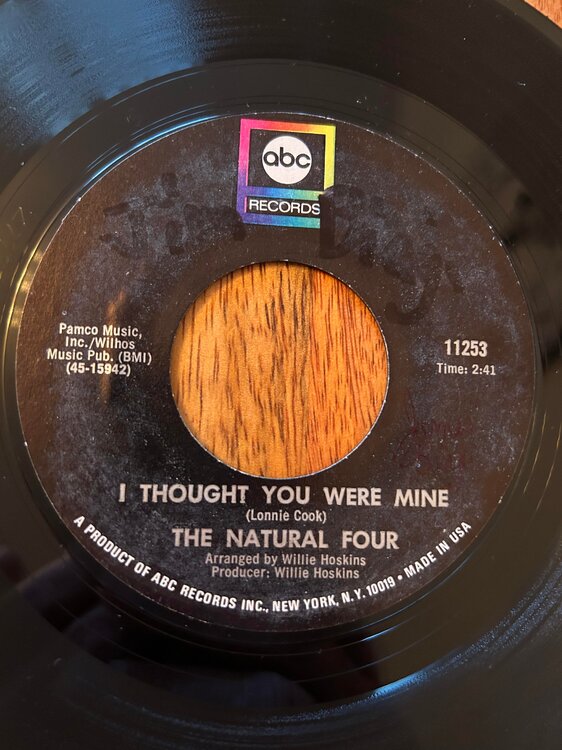 abc
RECORDS
Pamco Music,
Inc./Wilhos
Music Pub. (BMI)
(45-15942)
11253
Time: 2:41
I THOUGHT YOU WERE MINE
(Lonnie Cook)
THE NATURAL FOUR
Arranged by Willie Hoskins
Producer: Willie Hoskins
A PRODUCT OF ABC RECORDS INC., NEW YORK, N.Y. 10019 • MADE IN USA